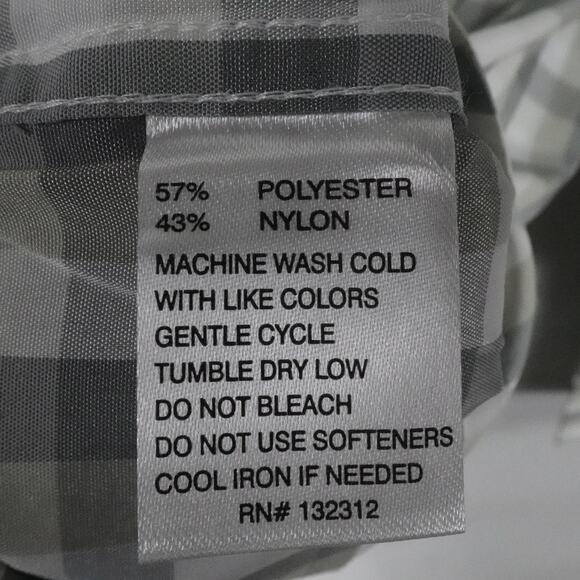 57% POLYESTER
43% NYLON
MACHINE WASH COLD
WITH LIKE COLORS
GENTLE CYCLE
TUMBLE DRY LOW
DO NOT BLEACH
DO NOT USE SOFTENERS
COOL IRON IF NEEDED
RN# 132312